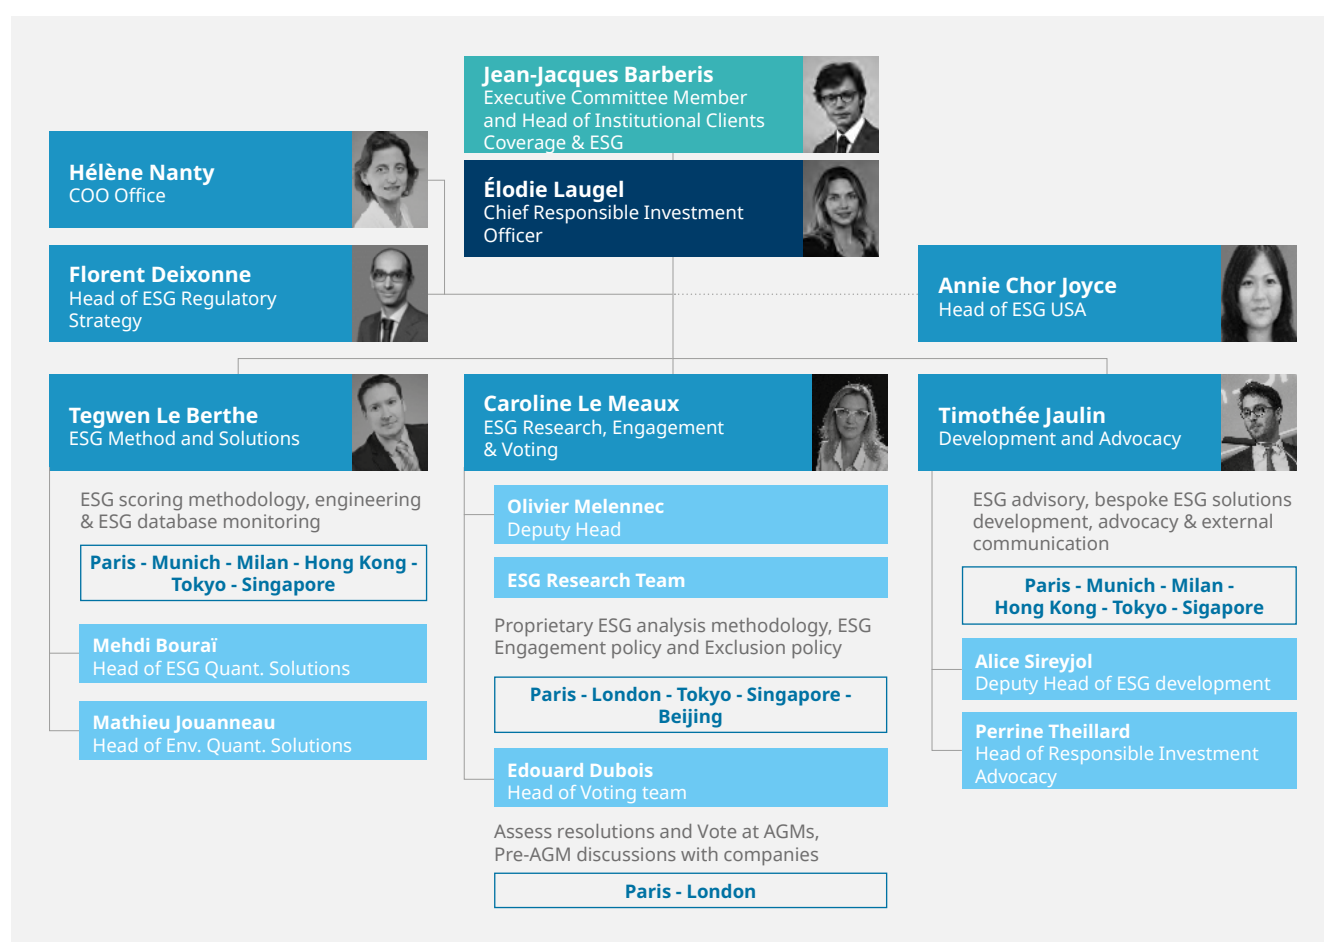 Jean-Jacques Barberis
Executive Committee Member
and Head of Institutional Clients
Coverage & ESG
Hélène Nanty
COO Office
Élodie Laugel
Chief Responsible Investment
Officer
Florent Deixonne
Head of ESG Regulatory
Strategy
Annie Chor Joyce
Head of ESG USA
Tegwen Le Berthe
ESG Method and Solutions
ESG scoring methodology, engineering
& ESG database monitoring
Paris - Munich - Milan - Hong Kong -
Tokyo - Singapore
Mehdi Bouraï
Head of ESG Quant. Solutions
Mathieu Jouanneau
Head of Env. Quant. Solutions
Caroline Le Meaux
ESG Research, Engagement
& Voting
Olivier Melennec
Deputy Head
ESG Research Team
Proprietary ESG analysis methodology, ESG
Engagement policy and Exclusion policy
Paris - London - Tokyo - Singapore -
Beijing
Edouard Dubois
Head of Voting team
Assess resolutions and Vote at AGMs,
Pre-AGM discussions with companies
Paris - London
Timothée Jaulin
Development and Advocacy
ESG advisory, bespoke ESG solutions
development, advocacy & external
communication
Paris - Munich - Milan -
Hong Kong - Tokyo - Sigapore
Alice Sireyjol
Deputy Head of ESG development
Perrine Theillard
Head of Responsible Investment
Advocacy